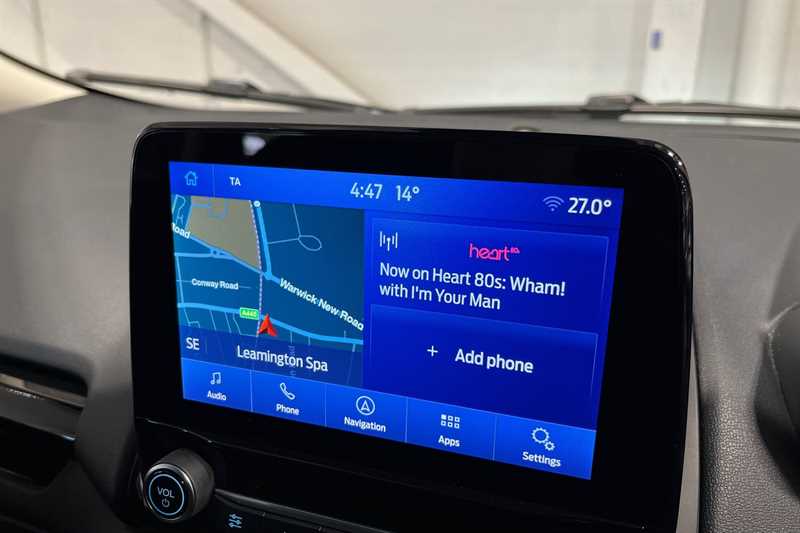 TA
4:47 14°
27.0°
Road
Conway Road
Warwick New Road
A445
SE
Leamington Spa
heart 80s
Now on Heart 80s: Wham!
with I'm Your Man
+ Add phone
Audio
Phone
Navigation
Apps
Settings
VOL